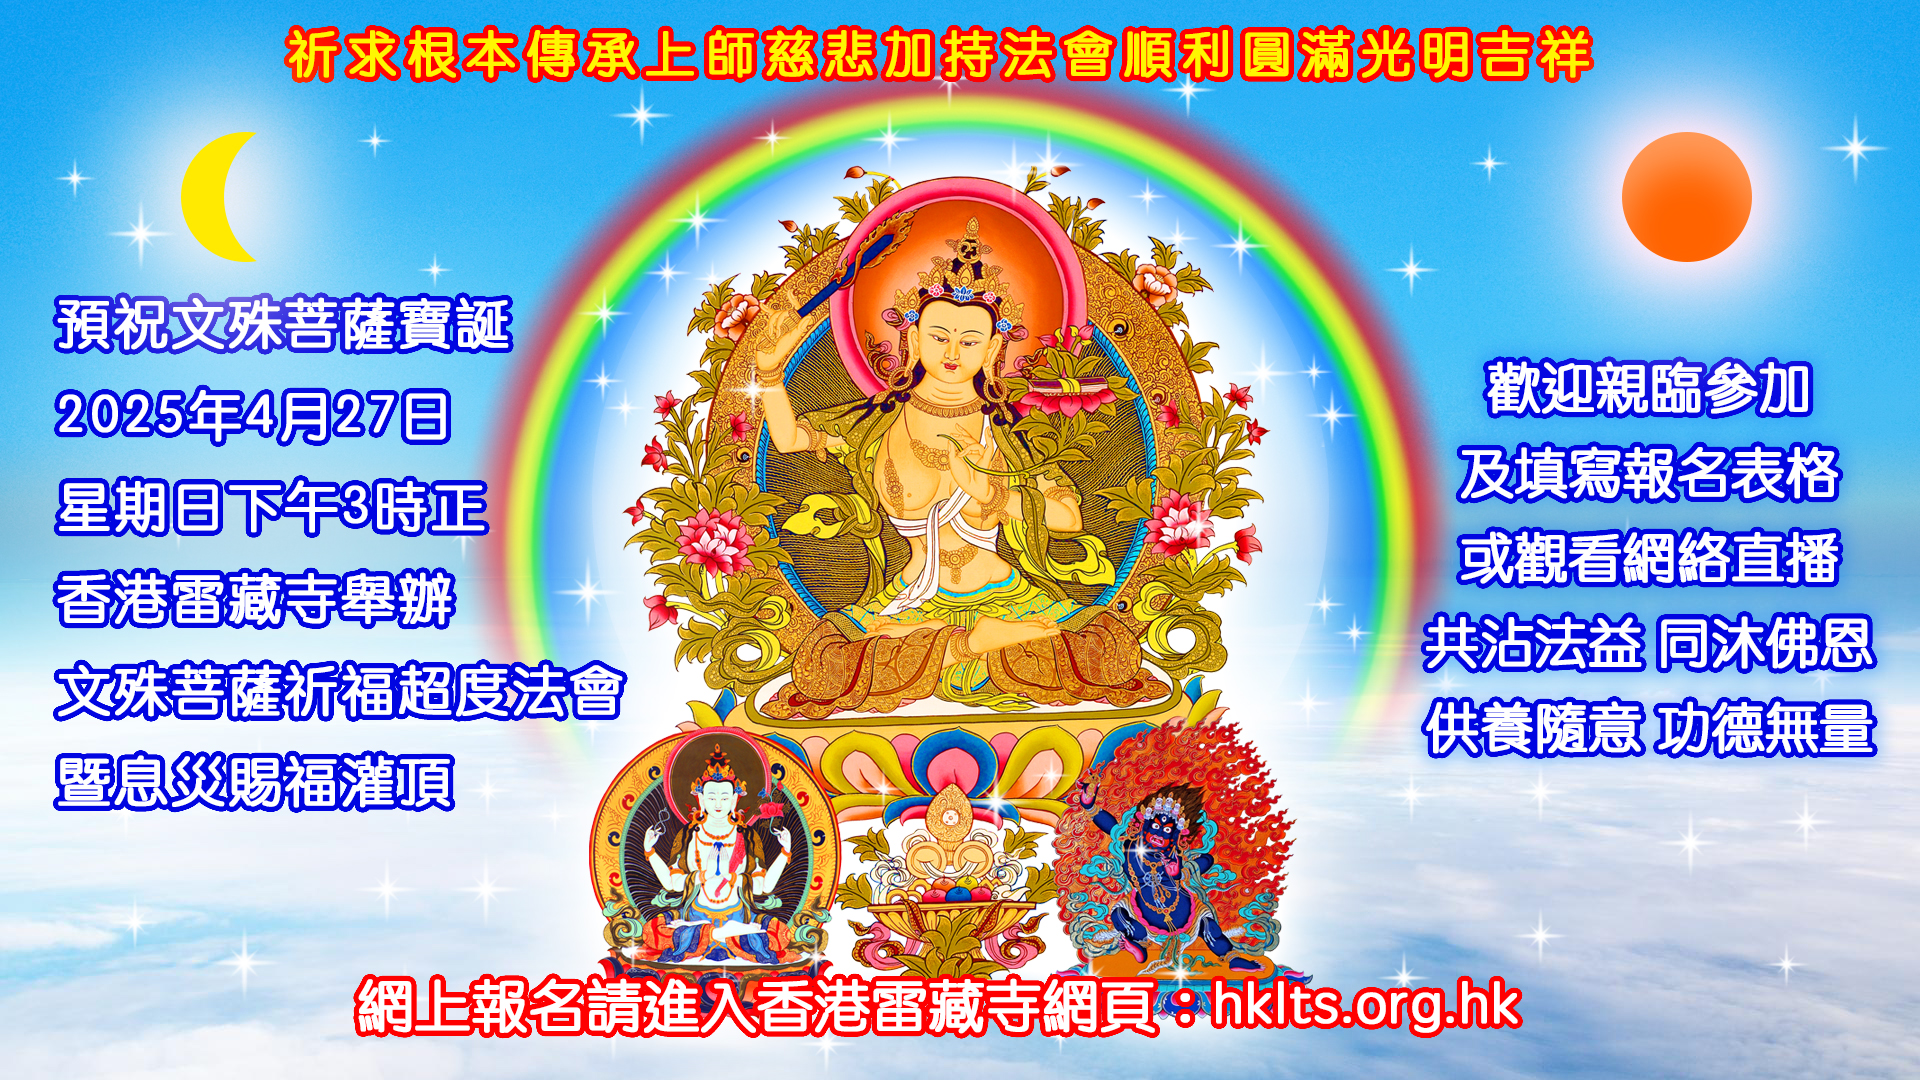 祈求根本傳承上師慈悲加持法會順利圓滿光明吉祥
預祝文殊菩薩寶誕
2025年4月27日
星期日下午3時正
香港雷藏寺舉辦
文殊菩薩祈福超度法會
暨息災賜福灌頂
歡迎親臨參加
及填寫報名表格
或觀看網絡直播
共沾法益 同沐佛恩
供養隨意 功德無量
網上報名請進入香港雷藏寺網頁：hklts.org.hk